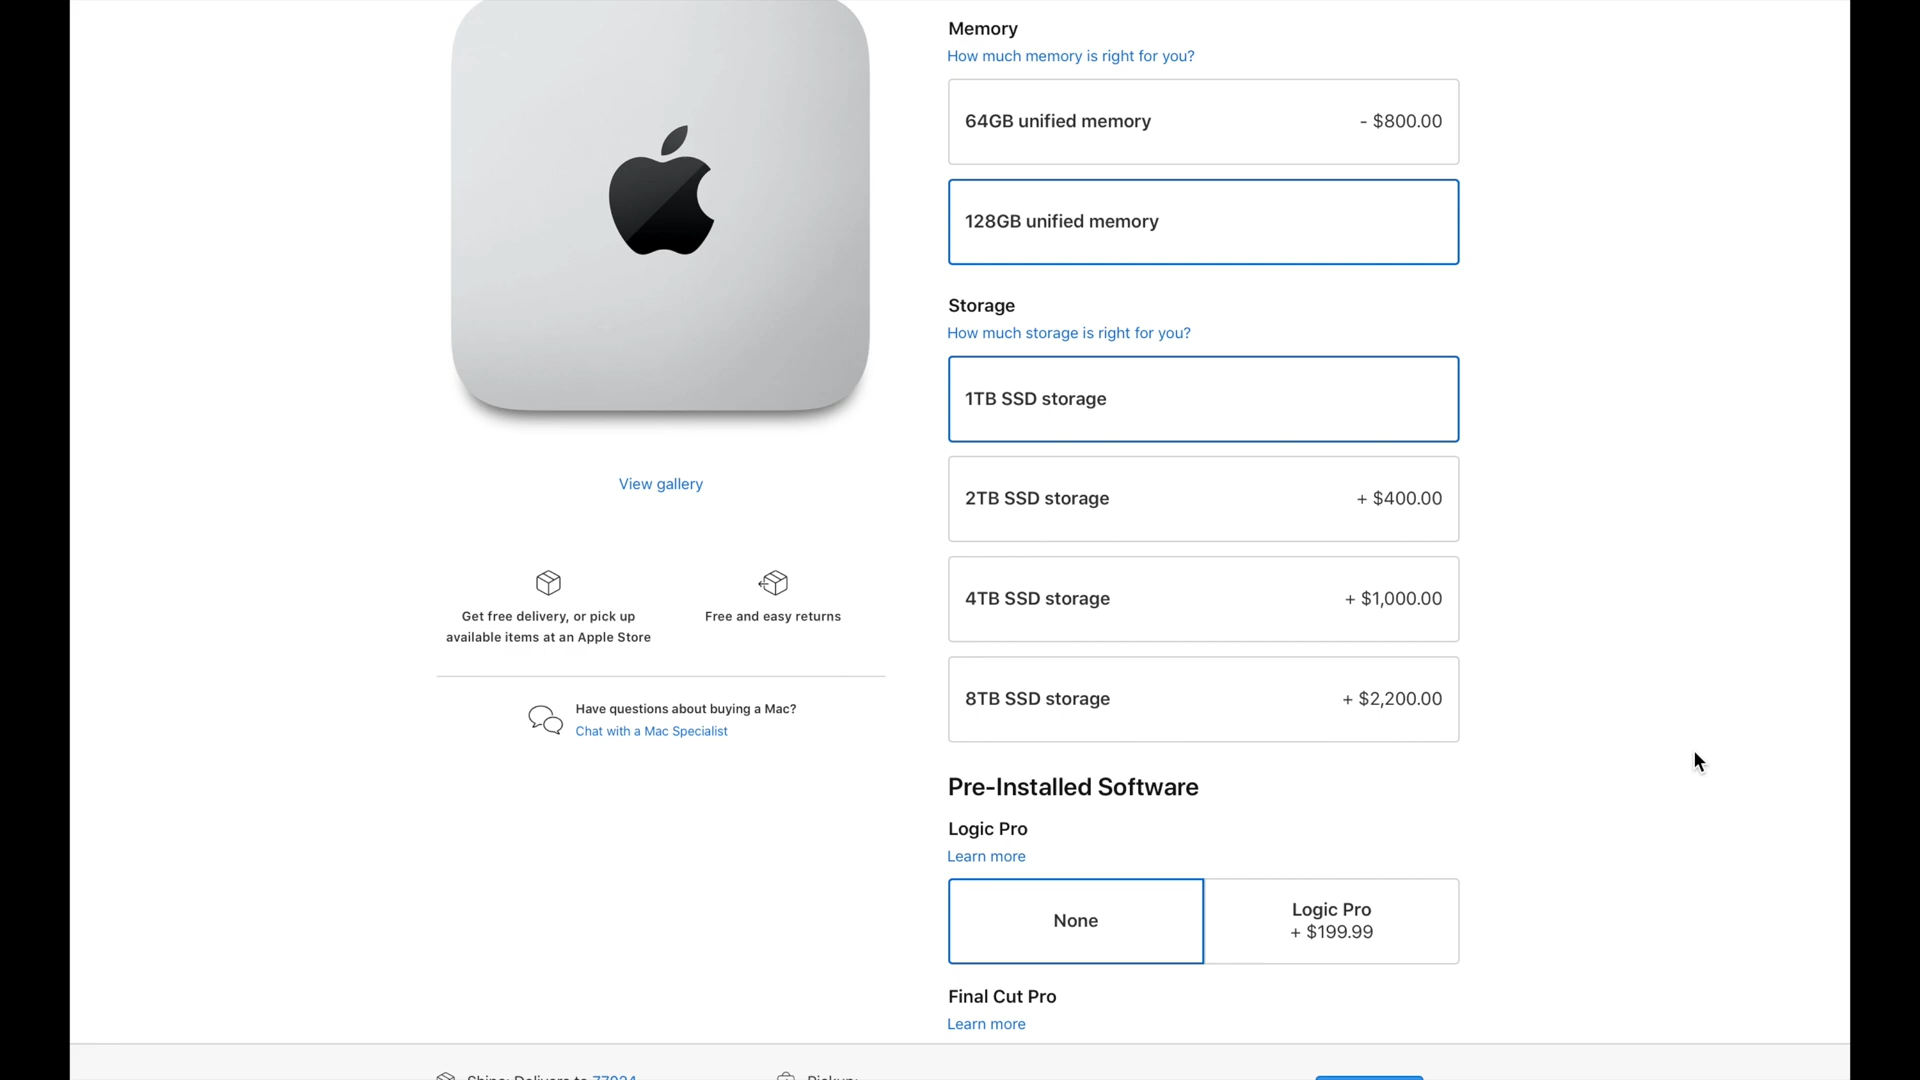 Memory
How much memory is right for you?
64GB unified memory - $800.00
128GB unified memory
Storage
How much storage is right for you?
1TB SSD storage
2TB SSD storage + $400.00
4TB SSD storage + $1,000.00
8TB SSD storage + $2,200.00
View gallery
Get free delivery, or pick up
available items at an Apple Store
Free and easy returns
Have questions about buying a Mac?
Chat with a Mac Specialist
Pre-Installed Software
Logic Pro
Learn more
None
Logic Pro
+ $199.99
Final Cut Pro
Learn more